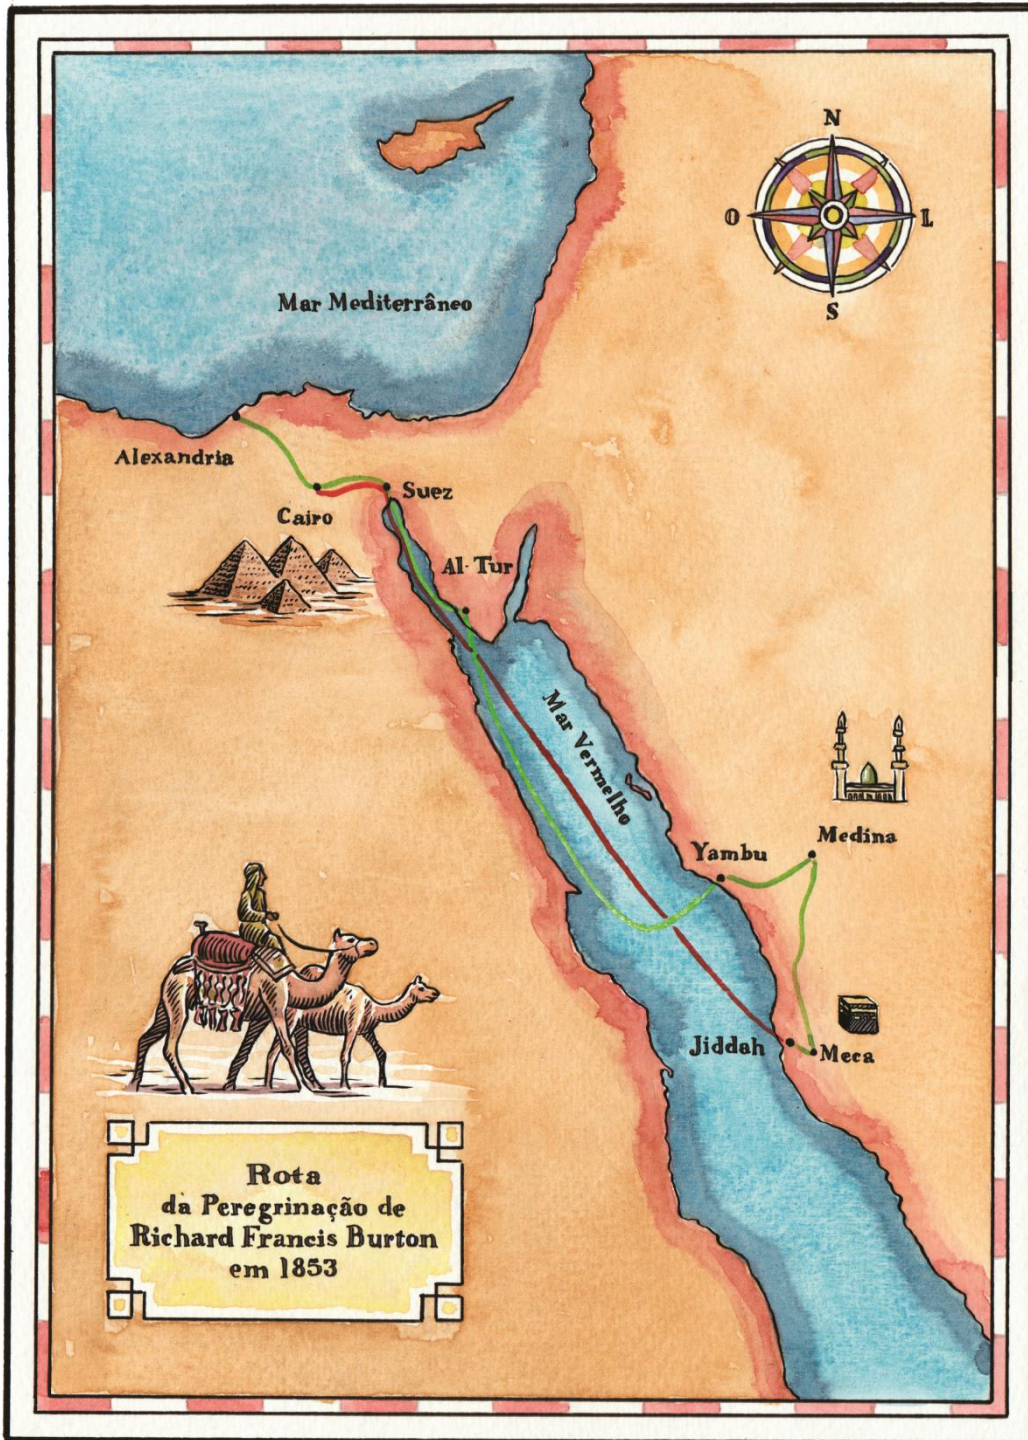 N
O
L
S
Mar Mediterrâneo
Alexandria
Suez
Cairo
Al-Tur
Mar Vermelho
Medina
Yambu
Jiddah
Meca
Rota
da Peregrinação de
Richard Francis Burton
em 1853